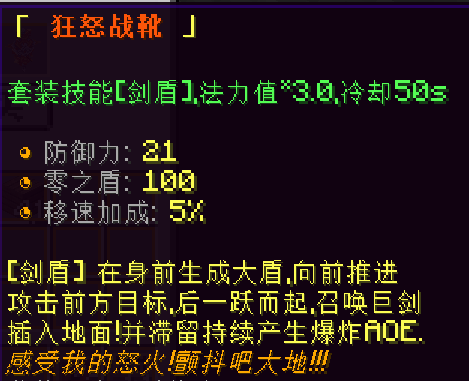 「 狂怒战靴 」
套装技能[剑盾],法力值*3.0,冷却50s
防御力: 21
零之盾: 100
移速加成: 5%
[剑盾] 在身前生成大盾,向前推进
攻击前方目标,后一跃而起,召唤巨剑
插入地面!并滞留持续产生爆炸AOE.
感受我的怒火!颤抖吧大地!!!